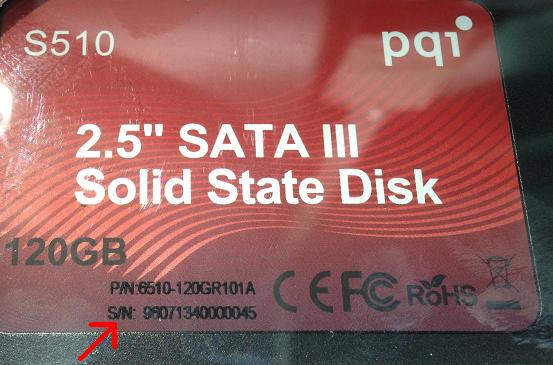 S510
pqi
2.5" SATA III
Solid State Disk
120GB
P/N:6510-120GR101A
S/N: 96071340000045
CE FC RoHS